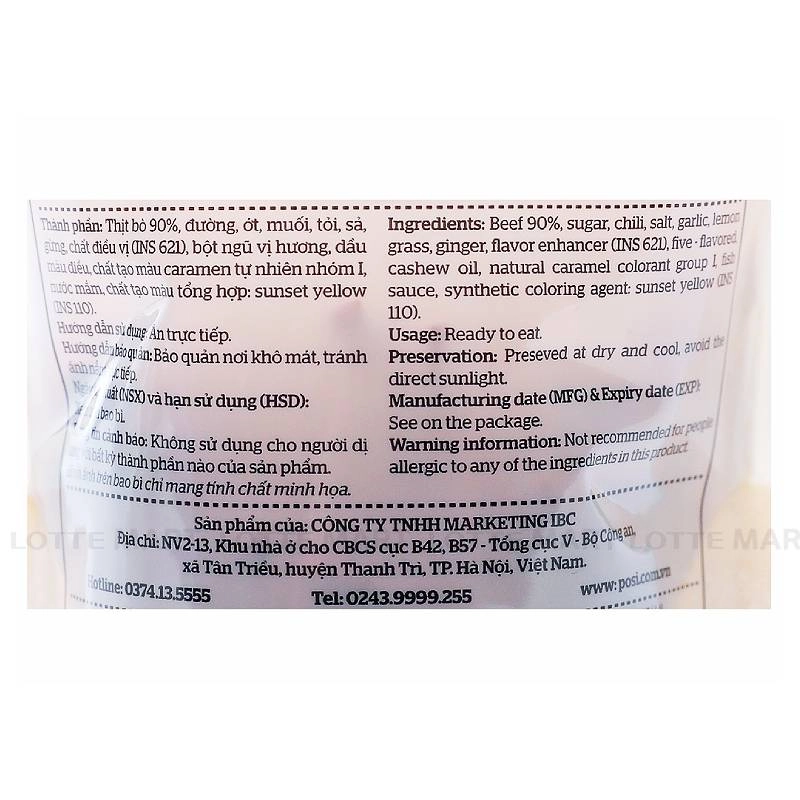 Thành phần: Thịt bò 90%, đường, ớt, muối, tỏi, sả,
gừng, chất điều vị (INS 621), bột ngũ vị hương, dầu
màu điều, chất tạo màu caramen tự nhiên nhóm I,
nước mắm, chất tạo màu tổng hợp: sunset yellow
(INS 110).
Hướng dẫn sử dụng: Ăn trực tiếp.
Hướng dẫn bảo quản: Bảo quản nơi khô mát, tránh
ánh nắng trực tiếp.
(NSX) và hạn sử dụng (HSD):
bao bì.
cảnh báo: Không sử dụng cho người dị
bất kỳ thành phần nào của sản phẩm.
trên bao bì chỉ mang tính chất minh họa.
Ingredients: Beef 90%, sugar, chili, salt, garlic, lemon
grass, ginger, flavor enhancer (INS 621), five-flavored,
cashew oil, natural caramel colorant group I, fish
sauce, synthetic coloring agent: sunset yellow (INS
110).
Usage: Ready to eat.
Preservation: Preseved at dry and cool, avoid the
direct sunlight.
Manufacturing date (MFG) & Expiry date (EXP):
See on the package.
Warning information: Not recommended for people
allergic to any of the ingredients in this product.
Sản phẩm của: CÔNG TY TNHH MARKETING IBC
Địa chỉ: NV2-13, Khu nhà ở cho CBCS cục B42, B57 - Tổng cục V - Bộ Công an,
xã Tân Triều, huyện Thanh Trì, TP. Hà Nội, Việt Nam.
Hotline: 0374.13.5555 Tel: 0243.9999.255 www.posi.com.vn
LOTTE MART LOTTE MAR